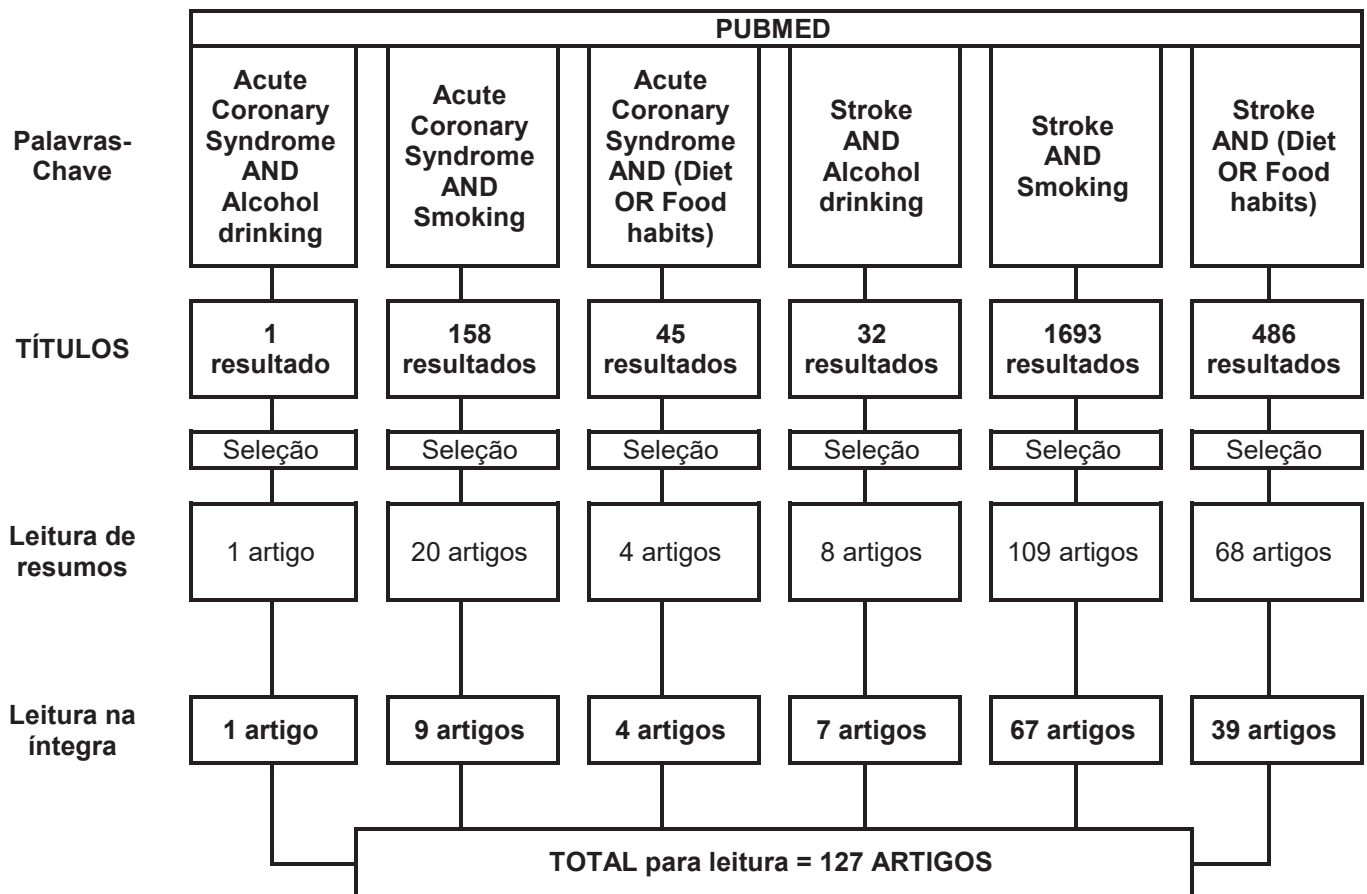 PUBMED
Palavras-
Chave
Acute
Coronary
Syndrome
AND
Alcohol
drinking
Acute
Coronary
Syndrome
AND
Smoking
Acute
Coronary
Syndrome
AND (Diet
OR Food
habits)
Stroke
AND
Alcohol
drinking
Stroke
AND
Smoking
Stroke
AND (Diet
OR Food
habits)
TÍTULOS
1
resultado
158
resultados
45
resultados
32
resultados
1693
resultados
486
resultados
Seleção
Seleção
Seleção
Seleção
Seleção
Seleção
Leitura de
resumos
1 artigo
20 artigos
4 artigos
8 artigos
109 artigos
68 artigos
Leitura na
íntegra
1 artigo
9 artigos
4 artigos
7 artigos
67 artigos
39 artigos
TOTAL para leitura = 127 ARTIGOS